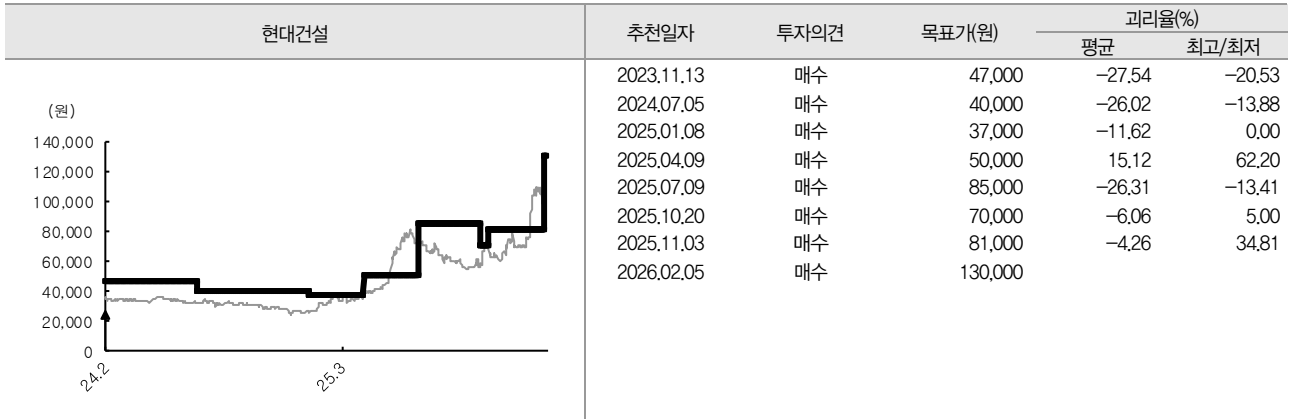 현대건설
추천일자 투자의견 목표가(원) 괴리율(%)
평균 최고/최저
(원)
140,000
120,000
100,000
80,000
60,000
40,000
20,000
0
24.2 25.3
2023.11.13 매수 47,000 -27.54 -20.53
2024.07.05 매수 40,000 -26.02 -13.88
2025.01.08 매수 37,000 -11.62 0.00
2025.04.09 매수 50,000 15.12 62.20
2025.07.09 매수 85,000 -26.31 -13.41
2025.10.20 매수 70,000 -6.06 5.00
2025.11.03 매수 81,000 -4.26 34.81
2026.02.05 매수 130,000